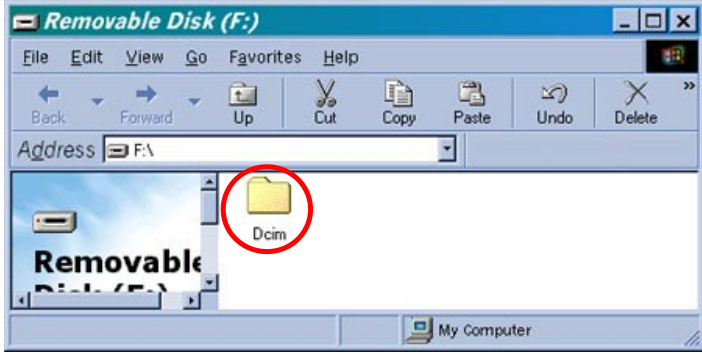 Removable Disk (F:)
File Edit View Go Favorites Help
Back Forward Up Cut Copy Paste Undo Delete »
Address F:\
Dcim
Removable
Disk (F:)
My Computer